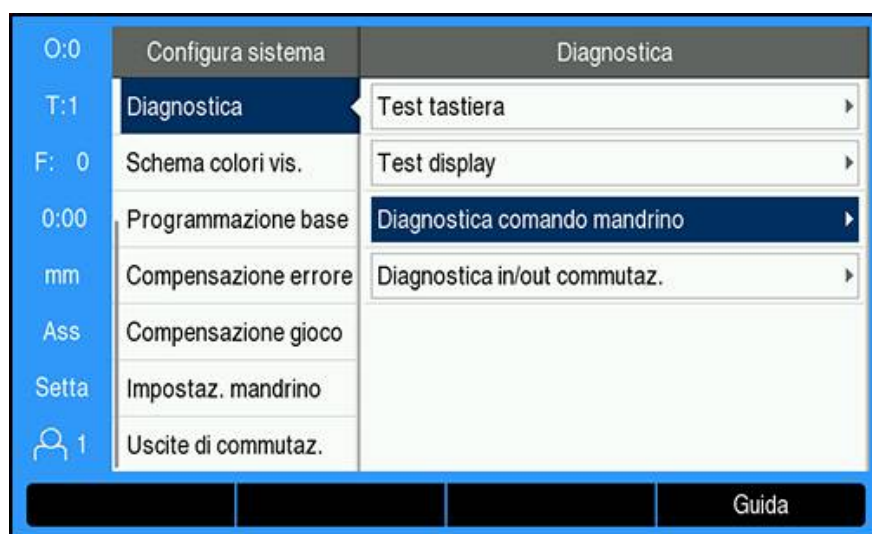 O:0
T:1
F: 0
0:00
mm
Ass
Setta
1
Configura sistema
Diagnostica
Schema colori vis.
Programmazione base
Compensazione errore
Compensazione gioco
Impostaz. mandrino
Uscite di commutaz.
Diagnostica
Test tastiera
Test display
Diagnostica comando mandrino
Diagnostica in/out commutaz.
Guida